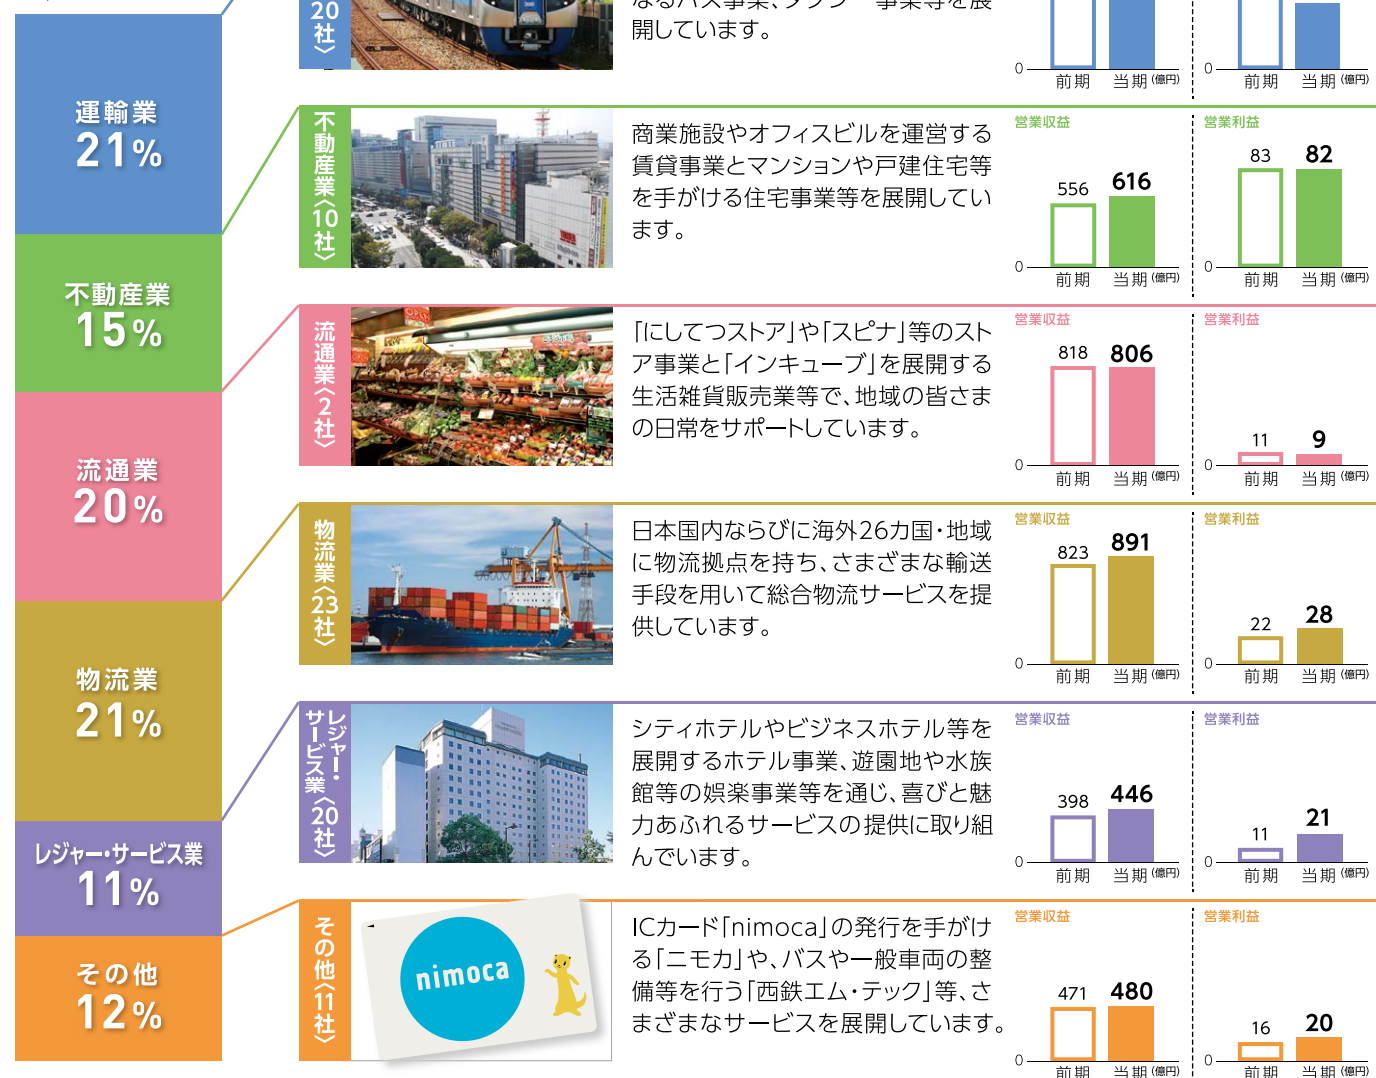 運輸業
21%
不動産業
15%
流通業
20%
物流業
21%
レジャー・サービス業
11%
その他
12%
20社〉
開しています。
0
前期 当期 (億円)
0
前期 当期 (億円)
不動産業〈10社〉
商業施設やオフィスビルを運営する
賃貸事業とマンションや戸建住宅等
を手がける住宅事業等を展開してい
ます。
営業収益
556 616
0
前期 当期 (億円)
営業利益
83 82
0
前期 当期 (億円)
流通業〈2社〉
OPEN
「にしてつストア」や「スピナ」等のスト
ア事業と「インキューブ」を展開する
生活雑貨販売業等で、地域の皆さま
の日常をサポートしています。
営業収益
818 806
0
前期 当期 (億円)
営業利益
11 9
0
前期 当期 (億円)
物流業〈23社〉
日本国内ならびに海外26カ国・地域
に物流拠点を持ち、さまざまな輸送
手段を用いて総合物流サービスを提
供しています。
営業収益
823 891
0
前期 当期 (億円)
営業利益
22 28
0
前期 当期 (億円)
レジャー・
サービス業〈20社〉
シティホテルやビジネスホテル等を
展開するホテル事業、遊園地や水族
館等の娯楽事業等を通じ、喜びと魅
力あふれるサービスの提供に取り組
んでいます。
営業収益
398 446
0
前期 当期 (億円)
営業利益
11 21
0
前期 当期 (億円)
その他〈11社〉
nimoca
ICカード「nimoca」の発行を手がけ
る「ニモカ」や、バスや一般車両の整
備等を行う「西鉄エム・テック」等、さ
まざまなサービスを展開しています。
営業収益
471 480
0
前期 当期 (億円)
営業利益
16 20
0
前期 当期 (億円)